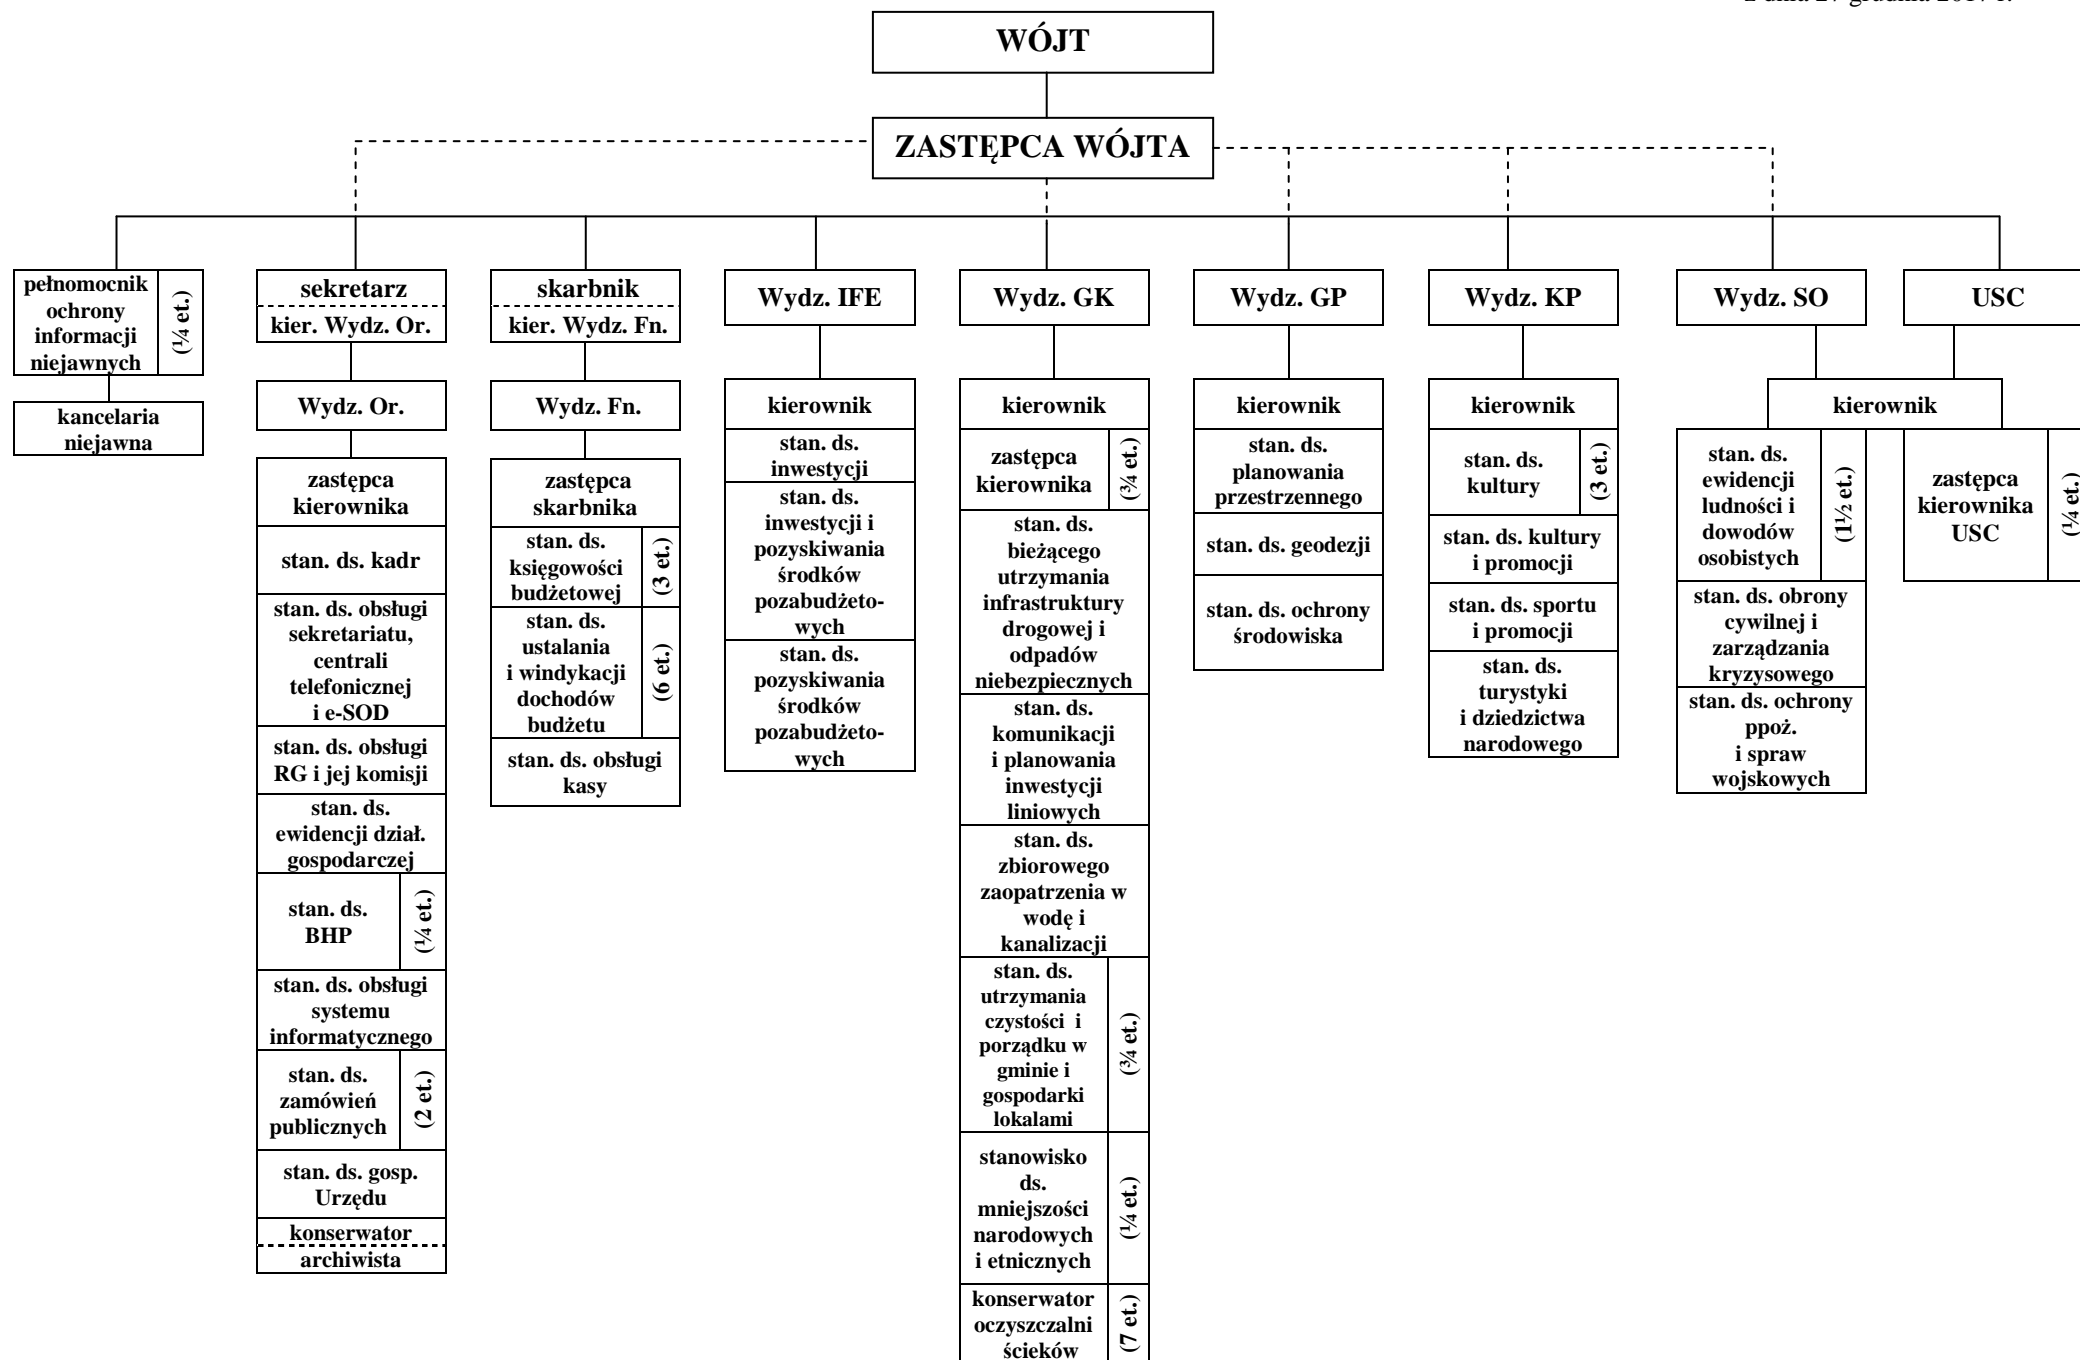 WÓJT
ZASTĘPCA WÓJTA
pełnomocnik
ochrony
informacji
niejawnych
(¼ et.)
kancelaria
niejawna
sekretarz
kier. Wydz. Or.
Wydz. Or.
zastępca
kierownika
stan. ds. kadr
stan. ds. obsługi
sekretariatu,
centrali
telefonicznej
i e-SOD
stan. ds. obsługi
RG i jej komisji
stan. ds.
ewidencji dział.
gospodarczej
stan. ds.
BHP
(¼ et.)
stan. ds. obsługi
systemu
informatycznego
stan. ds.
zamówień
publicznych
(2 et.)
stan. ds. gosp.
Urzędu
konserwator
archiwista
skarbnik
kier. Wydz. Fn.
Wydz. Fn.
zastępca
skarbnika
stan. ds.
księgowości
budżetowej
(3 et.)
stan. ds.
ustalania
i windykacji
dochodów
budżetu
(6 et.)
stan. ds. obsługi
kasy
Wydz. IFE
kierownik
stan. ds.
inwestycji
stan. ds.
inwestycji i
pozyskiwania
środków
pozabudżeto-
wych
stan. ds.
pozyskiwania
środków
pozabudżeto-
wych
Wydz. GK
kierownik
zastępca
kierownika
(¾ et.)
stan. ds.
bieżącego
utrzymania
infrastruktury
drogowej i
odpadów
niebezpiecznych
stan. ds.
komunikacji
i planowania
inwestycji
liniowych
stan. ds.
zbiorowego
zaopatrzenia w
wodę i
kanalizacji
stan. ds.
utrzymania
czystości i
porządku w
gminie i
gospodarki
lokalami
(¾ et.)
stanowisko
ds.
mniejszości
narodowych
i etnicznych
(¼ et.)
konserwator
oczyszczalni
ścieków
(7 et.)
Wydz. GP
kierownik
stan. ds.
planowania
przestrzennego
stan. ds. geodezji
stan. ds. ochrony
środowiska
Wydz. KP
kierownik
stan. ds.
kultury
(3 et.)
stan. ds. kultury
i promocji
stan. ds. sportu
i promocji
stan. ds.
turystyki
i dziedzictwa
narodowego
Wydz. SO
USC
kierownik
stan. ds.
ewidencji
ludności i
dowodów
osobistych
(1½ et.)
stan. ds. obrony
cywilnej i
zarządzania
kryzysowego
stan. ds. ochrony
ppoż.
i spraw
wojskowych
zastępca
kierownika
USC
(¼ et.)